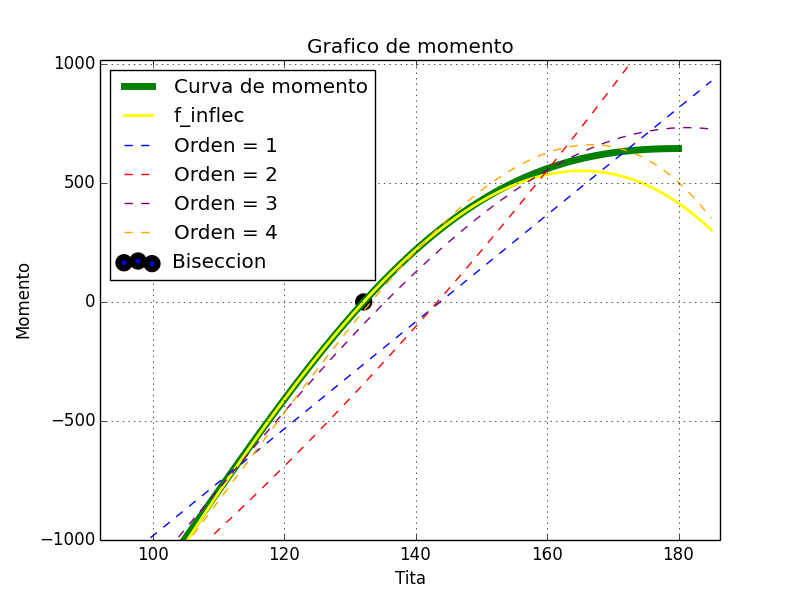 Grafico de momento
Curva de momento
f_inflec
Orden = 1
Orden = 2
Orden = 3
Orden = 4
Biseccion
Momento
1000
500
0
−500
−1000
100 120 140 160 180
Tita